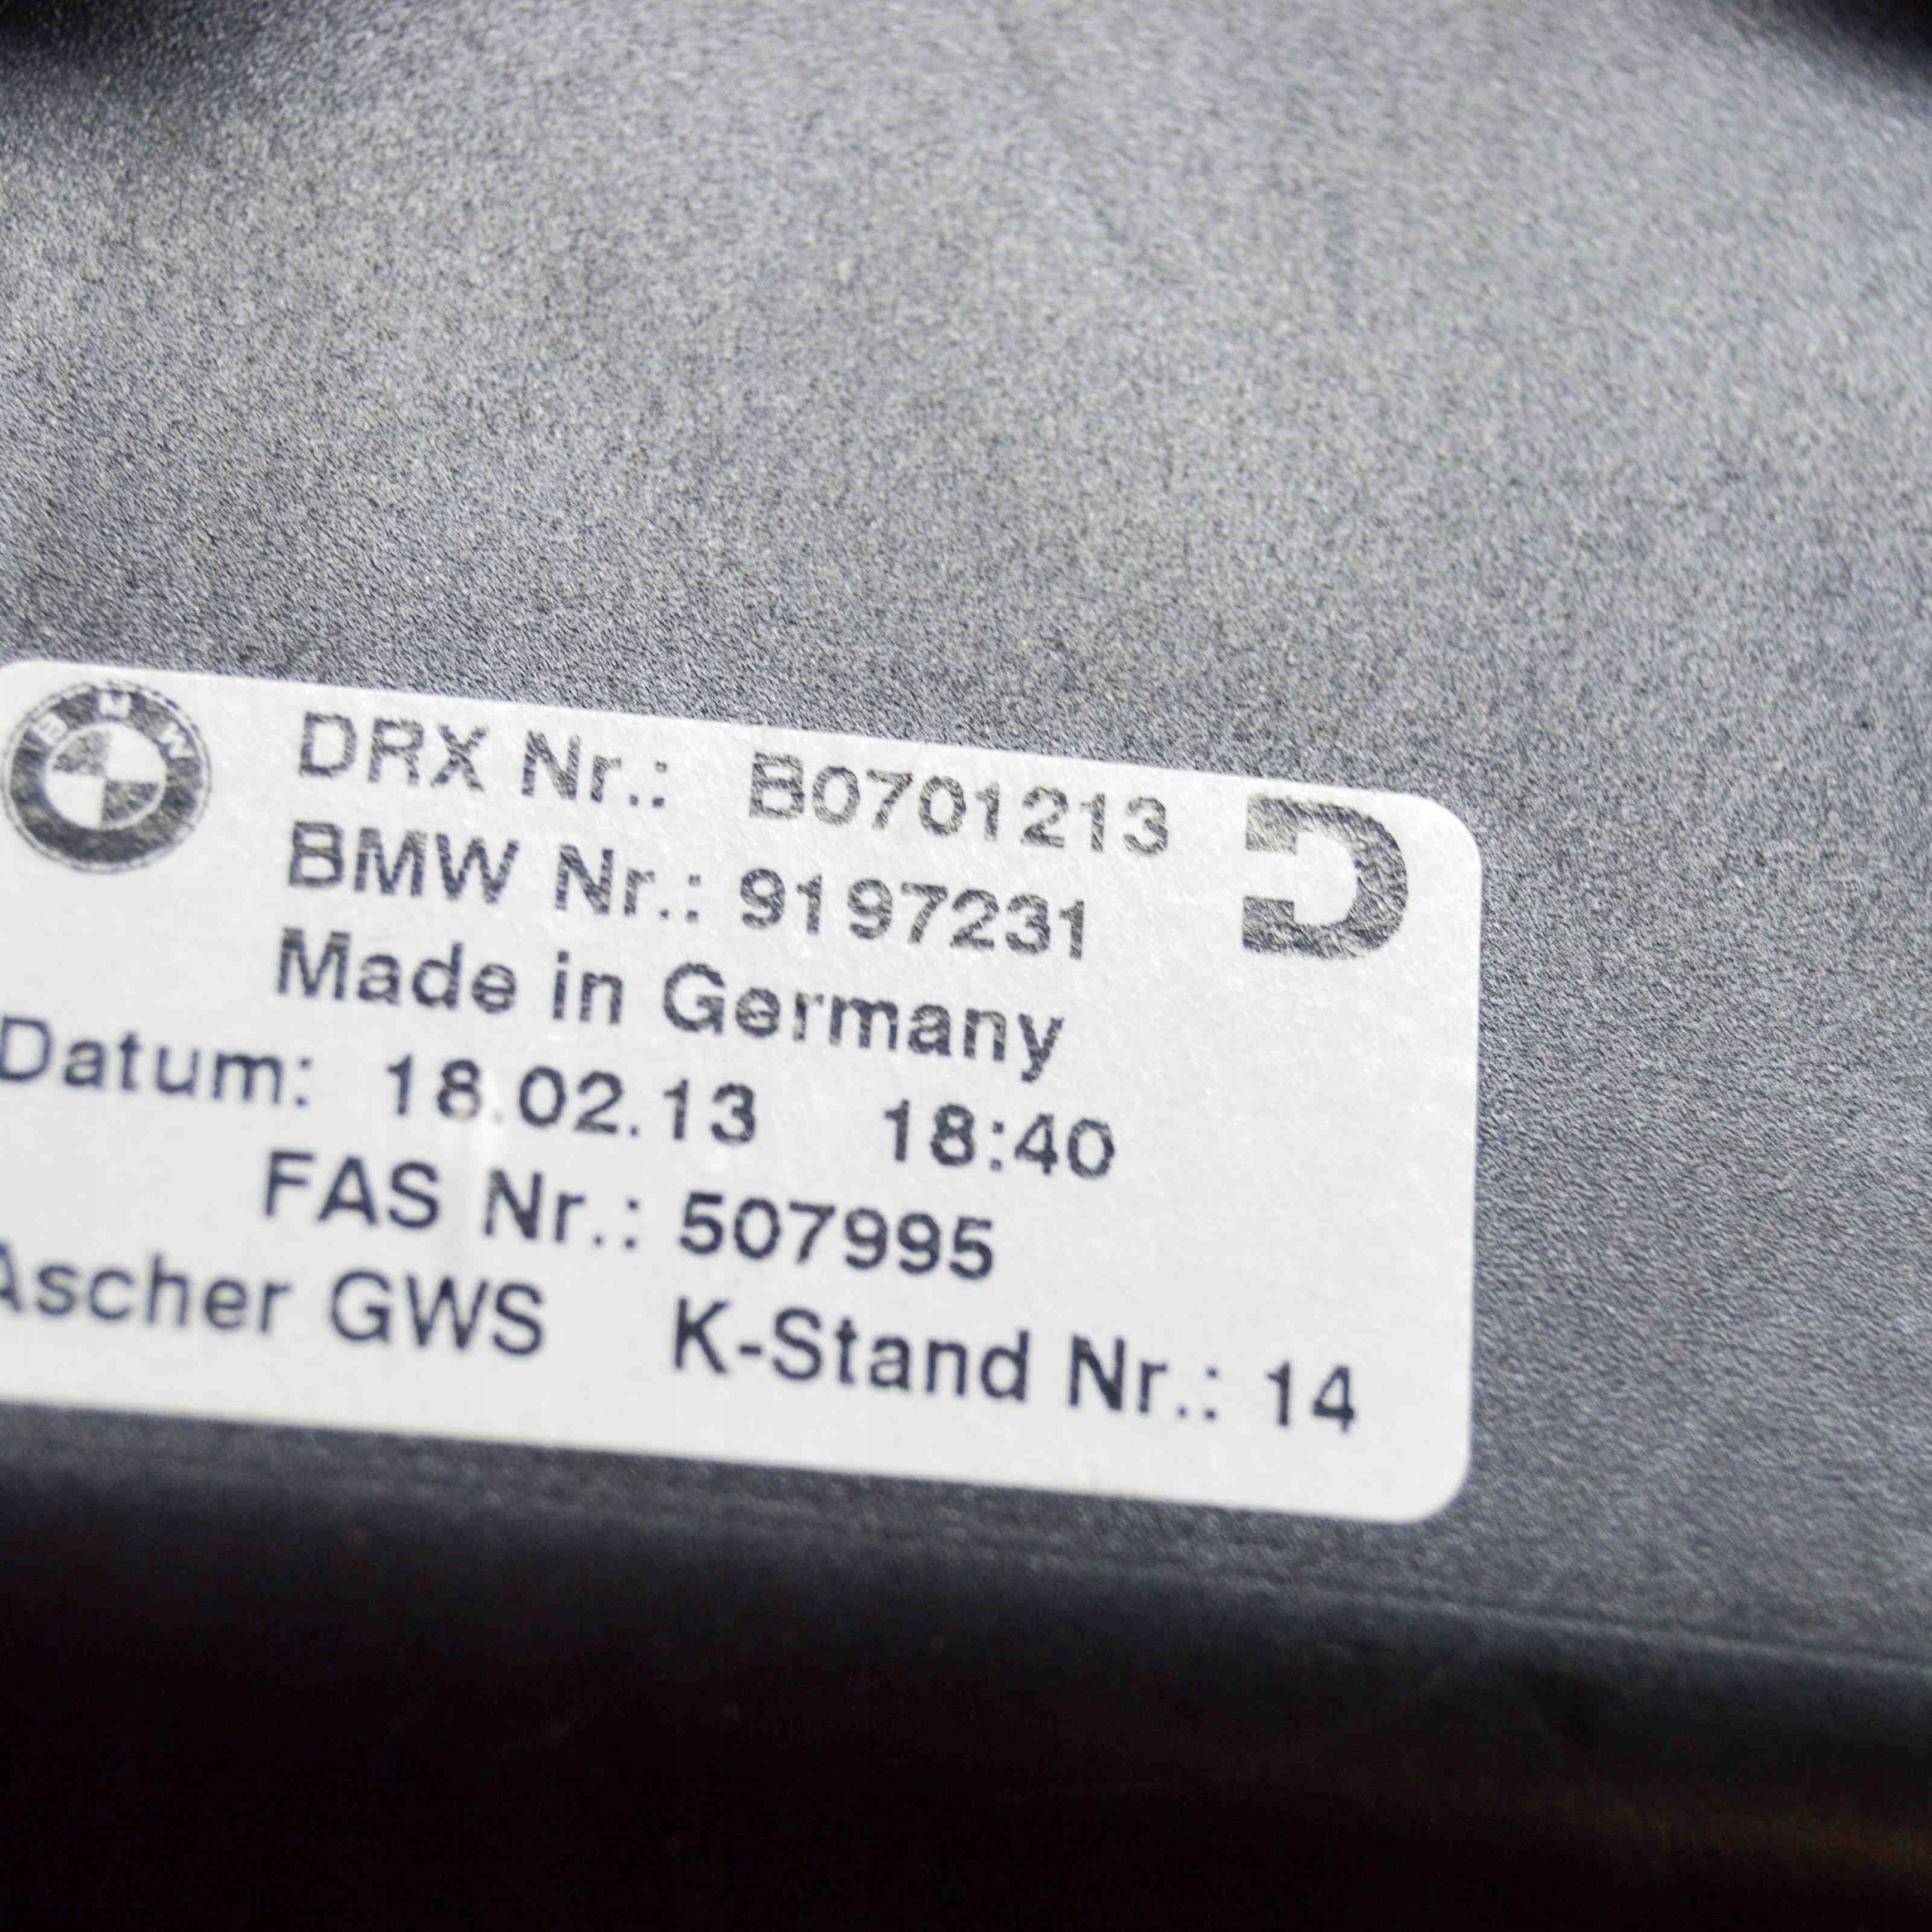 BMW
DRX Nr.: B0701213
BMW Nr.: 9197231
Made in Germany
Datum: 18.02.13 18:40
FAS Nr.: 507995
Ascher GWS K-Stand Nr.: 14